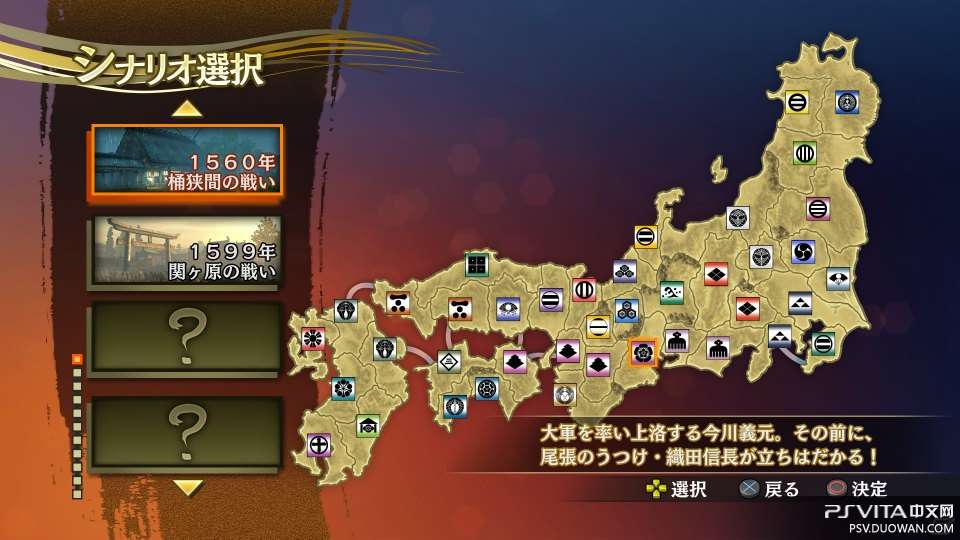 シナリオ選択
１５６０年
桶狭間の戦い
１５９９年
関ヶ原の戦い
?
?
大軍を率い上洛する今川義元。その前に、
尾張のうつけ・織田信長が立ちはだかる！
選択 戻る 決定
PSVITA中文网
PSV.DUOWAN.COM